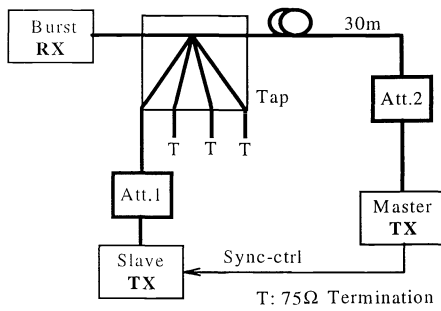 Burst
RX
30m
Tap
Att.2
T T T
Att.1
Master
TX
Slave
TX
Sync-ctrl
T: 75Ω Termination